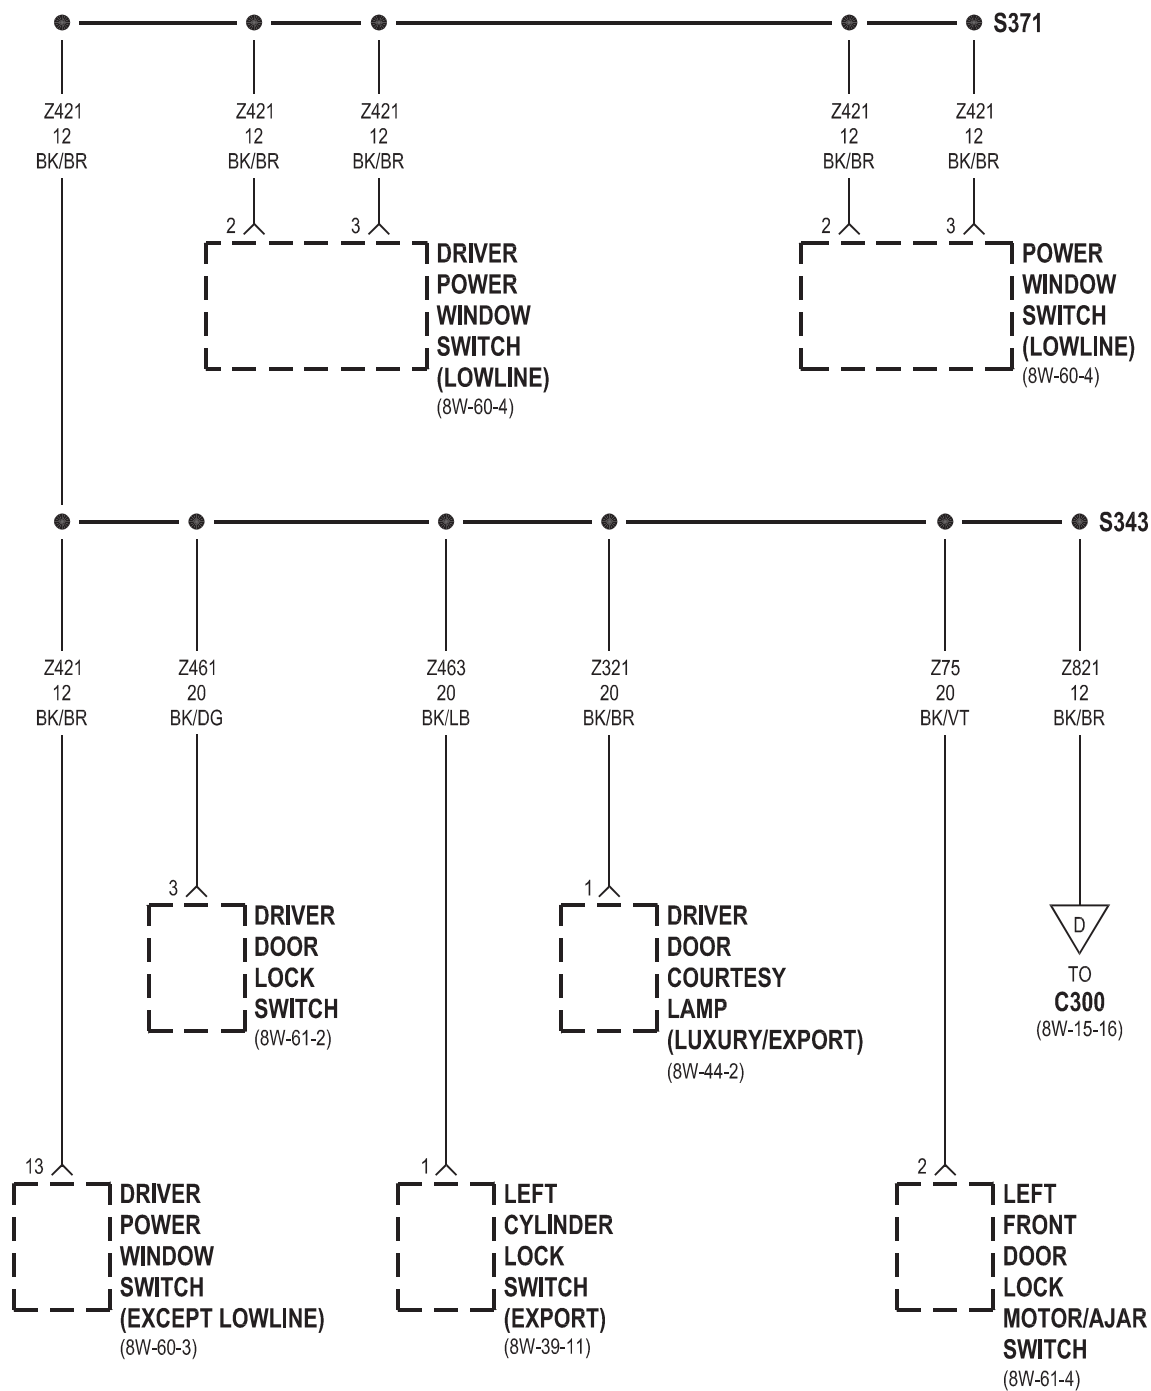 S371
Z421
12
BK/BR
Z421
12
BK/BR
Z421
12
BK/BR
Z421
12
BK/BR
Z421
12
BK/BR
2
3
DRIVER
POWER
WINDOW
SWITCH
(LOWLINE)
(8W-60-4)
2
3
POWER
WINDOW
SWITCH
(LOWLINE)
(8W-60-4)
S343
Z421
12
BK/BR
Z461
20
BK/DG
Z463
20
BK/LB
Z321
20
BK/BR
Z75
20
BK/VT
Z821
12
BK/BR
3
DRIVER
DOOR
LOCK
SWITCH
(8W-61-2)
1
DRIVER
DOOR
COURTESY
LAMP
(LUXURY/EXPORT)
(8W-44-2)
D
TO
C300
(8W-15-16)
13
DRIVER
POWER
WINDOW
SWITCH
(EXCEPT LOWLINE)
(8W-60-3)
1
LEFT
CYLINDER
LOCK
SWITCH
(EXPORT)
(8W-39-11)
2
LEFT
FRONT
DOOR
LOCK
MOTOR/AJAR
SWITCH
(8W-61-4)